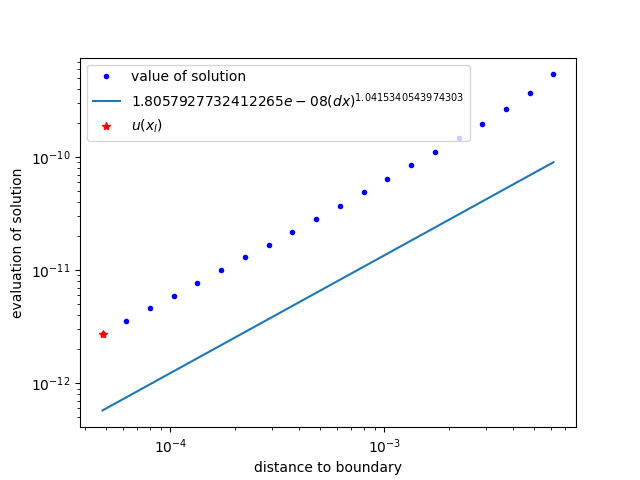 value of solution
1.8057927732412265e − 08(dx)^1.0415340543974303
u(x_l)
10^−10
10^−11
10^−12
10^−4
10^−3
evaluation of solution
distance to boundary